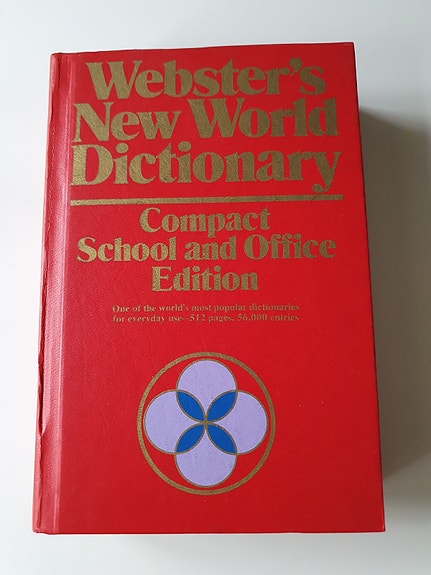 Webster's
New World
Dictionary
Compact
School and Office
Edition
One of the world's most popular dictionaries
for everyday use—512 pages, 56,000 entries